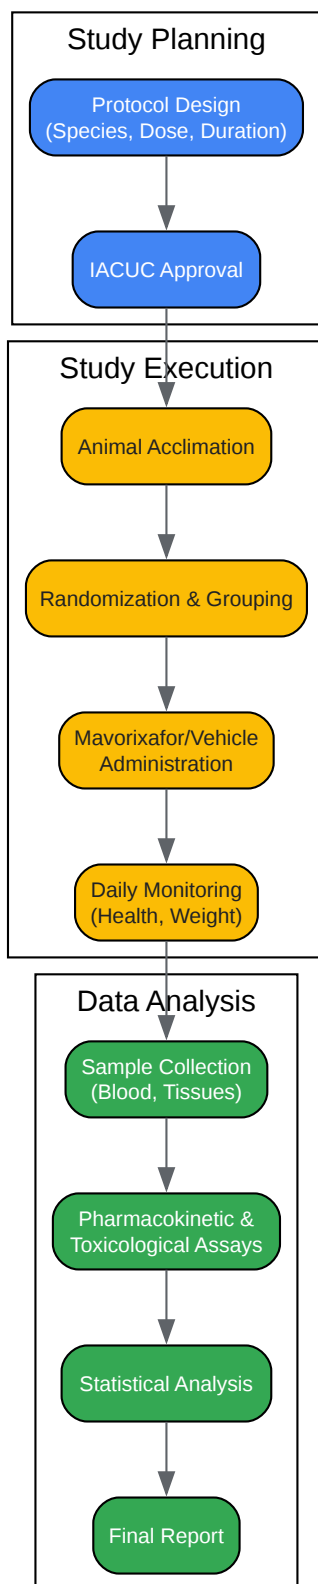 Study Planning
Protocol Design
(Species, Dose, Duration)
IACUC Approval
Study Execution
Animal Acclimation
Randomization & Grouping
Mavorixafor/Vehicle
Administration
Daily Monitoring
(Health, Weight)
Data Analysis
Sample Collection
(Blood, Tissues)
Pharmacokinetic &
Toxicological Assays
Statistical Analysis
Final Report